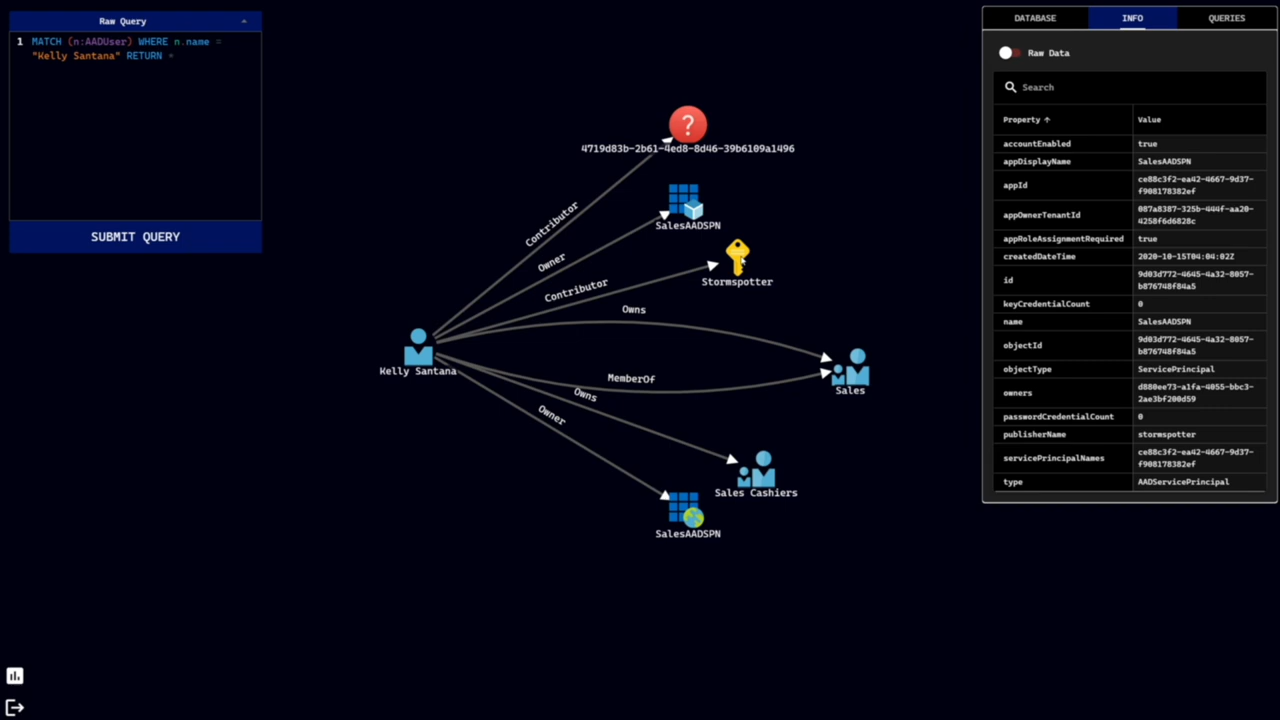 Raw Query
1 MATCH (n:AADUser) WHERE n.name =
"Kelly Santana" RETURN *
SUBMIT QUERY
?
4719d83b-2b61-4ed8-8d46-39b6109a1496
Contributor
SalesAADSPN
Owner
Stormspotter
Contributor
Owns
Kelly Santana
MemberOf
Sales
Owns
Owner
Sales Cashiers
SalesAADSPN
DATABASE INFO QUERIES
Raw Data
Search
Property ↑ Value
accountEnabled true
appDisplayName SalesAADSPN
appId ce88c3f2-ea42-4667-9d37-
f908178382ef
appOwnerTenantId 087a8387-325b-444f-aa20-
4258f6d6828c
appRoleAssignmentRequired true
createdDateTime 2020-10-15T04:04:02Z
id 9d03d772-4645-4a32-8057-
b876748f84a5
keyCredentialCount 0
name SalesAADSPN
objectId 9d03d772-4645-4a32-8057-
b876748f84a5
objectType ServicePrincipal
owners d880ee73-a1fa-4055-bbc3-
2ae3bf200d59
passwordCredentialCount 0
publisherName stormspotter
servicePrincipalNames ce88c3f2-ea42-4667-9d37-
f908178382ef
type AADServicePrincipal